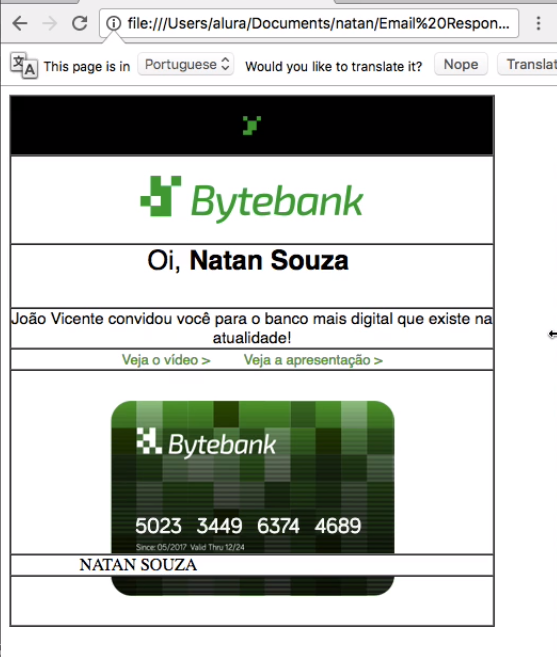 file:///Users/alura/Documents/natan/Email%20Respon...
This page is in Portuguese Would you like to translate it? Nope Translat
Bytebank
Oi, Natan Souza
João Vicente convidou você para o banco mais digital que existe na
atualidade!
Veja o vídeo > Veja a apresentação >
Bytebank
5023 3449 6374 4689
Since: 05/2017 Valid Thru 12/24
NATAN SOUZA